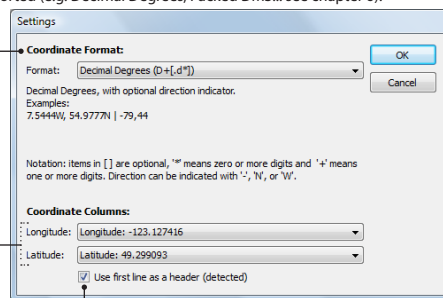 Settings
Coordinate Format:
OK
Format:
Decimal Degrees (D+[.d*])
Cancel
Decimal Degrees, with optional direction indicator.
Examples:
7.5444W, 54.9777N | -79,44
Notation: items in [ ] are optional, '*' means zero or more digits and '+' means
one or more digits. Direction can be indicated with '-', 'N', or 'W'.
Coordinate Columns:
Longitude:
Longitude: -123.127416
Latitude:
Latitude: 49.299093
Use first line as a header (detected)